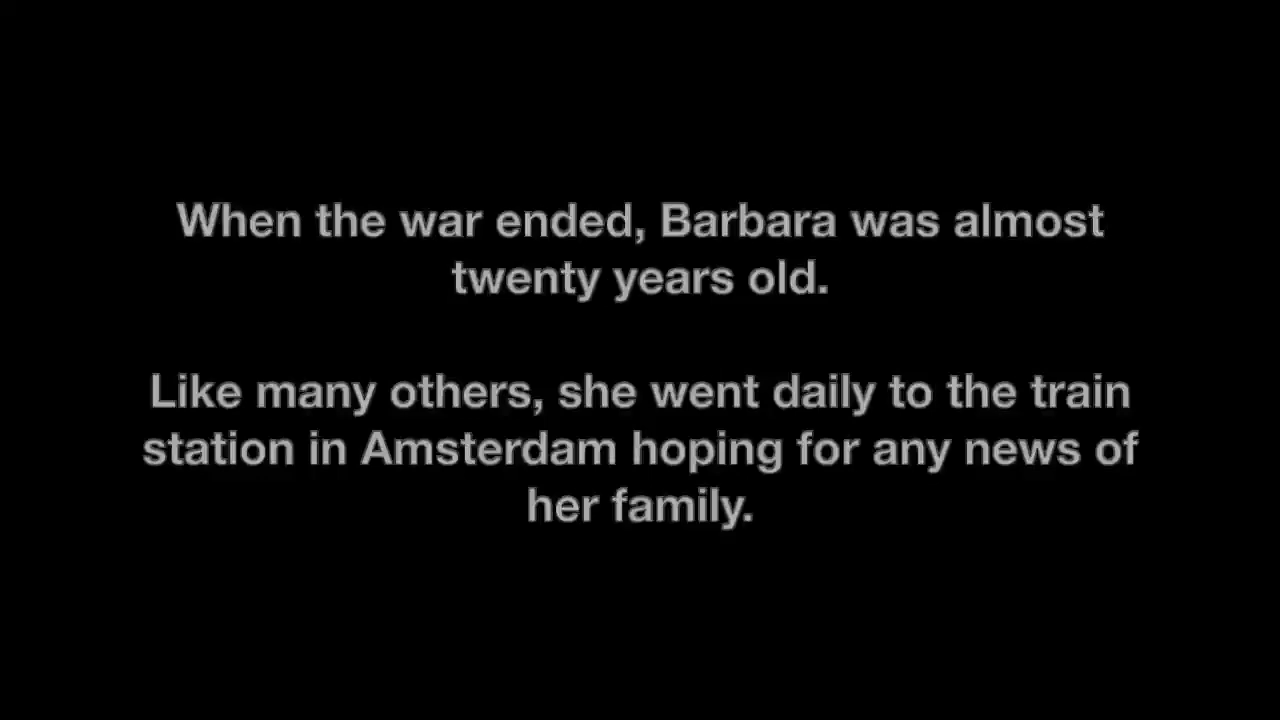 When the war ended, Barbara was almost
twenty years old.
Like many others, she went daily to the train
station in Amsterdam hoping for any news of
her family.